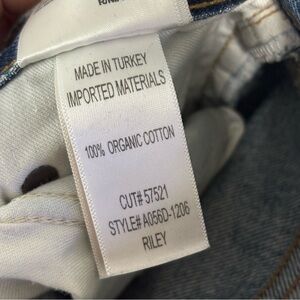 MADE IN TURKEY
IMPORTED MATERIALS
100% ORGANIC COTTON
CUT# 57521
STYLE# A056D-1206
RILEY